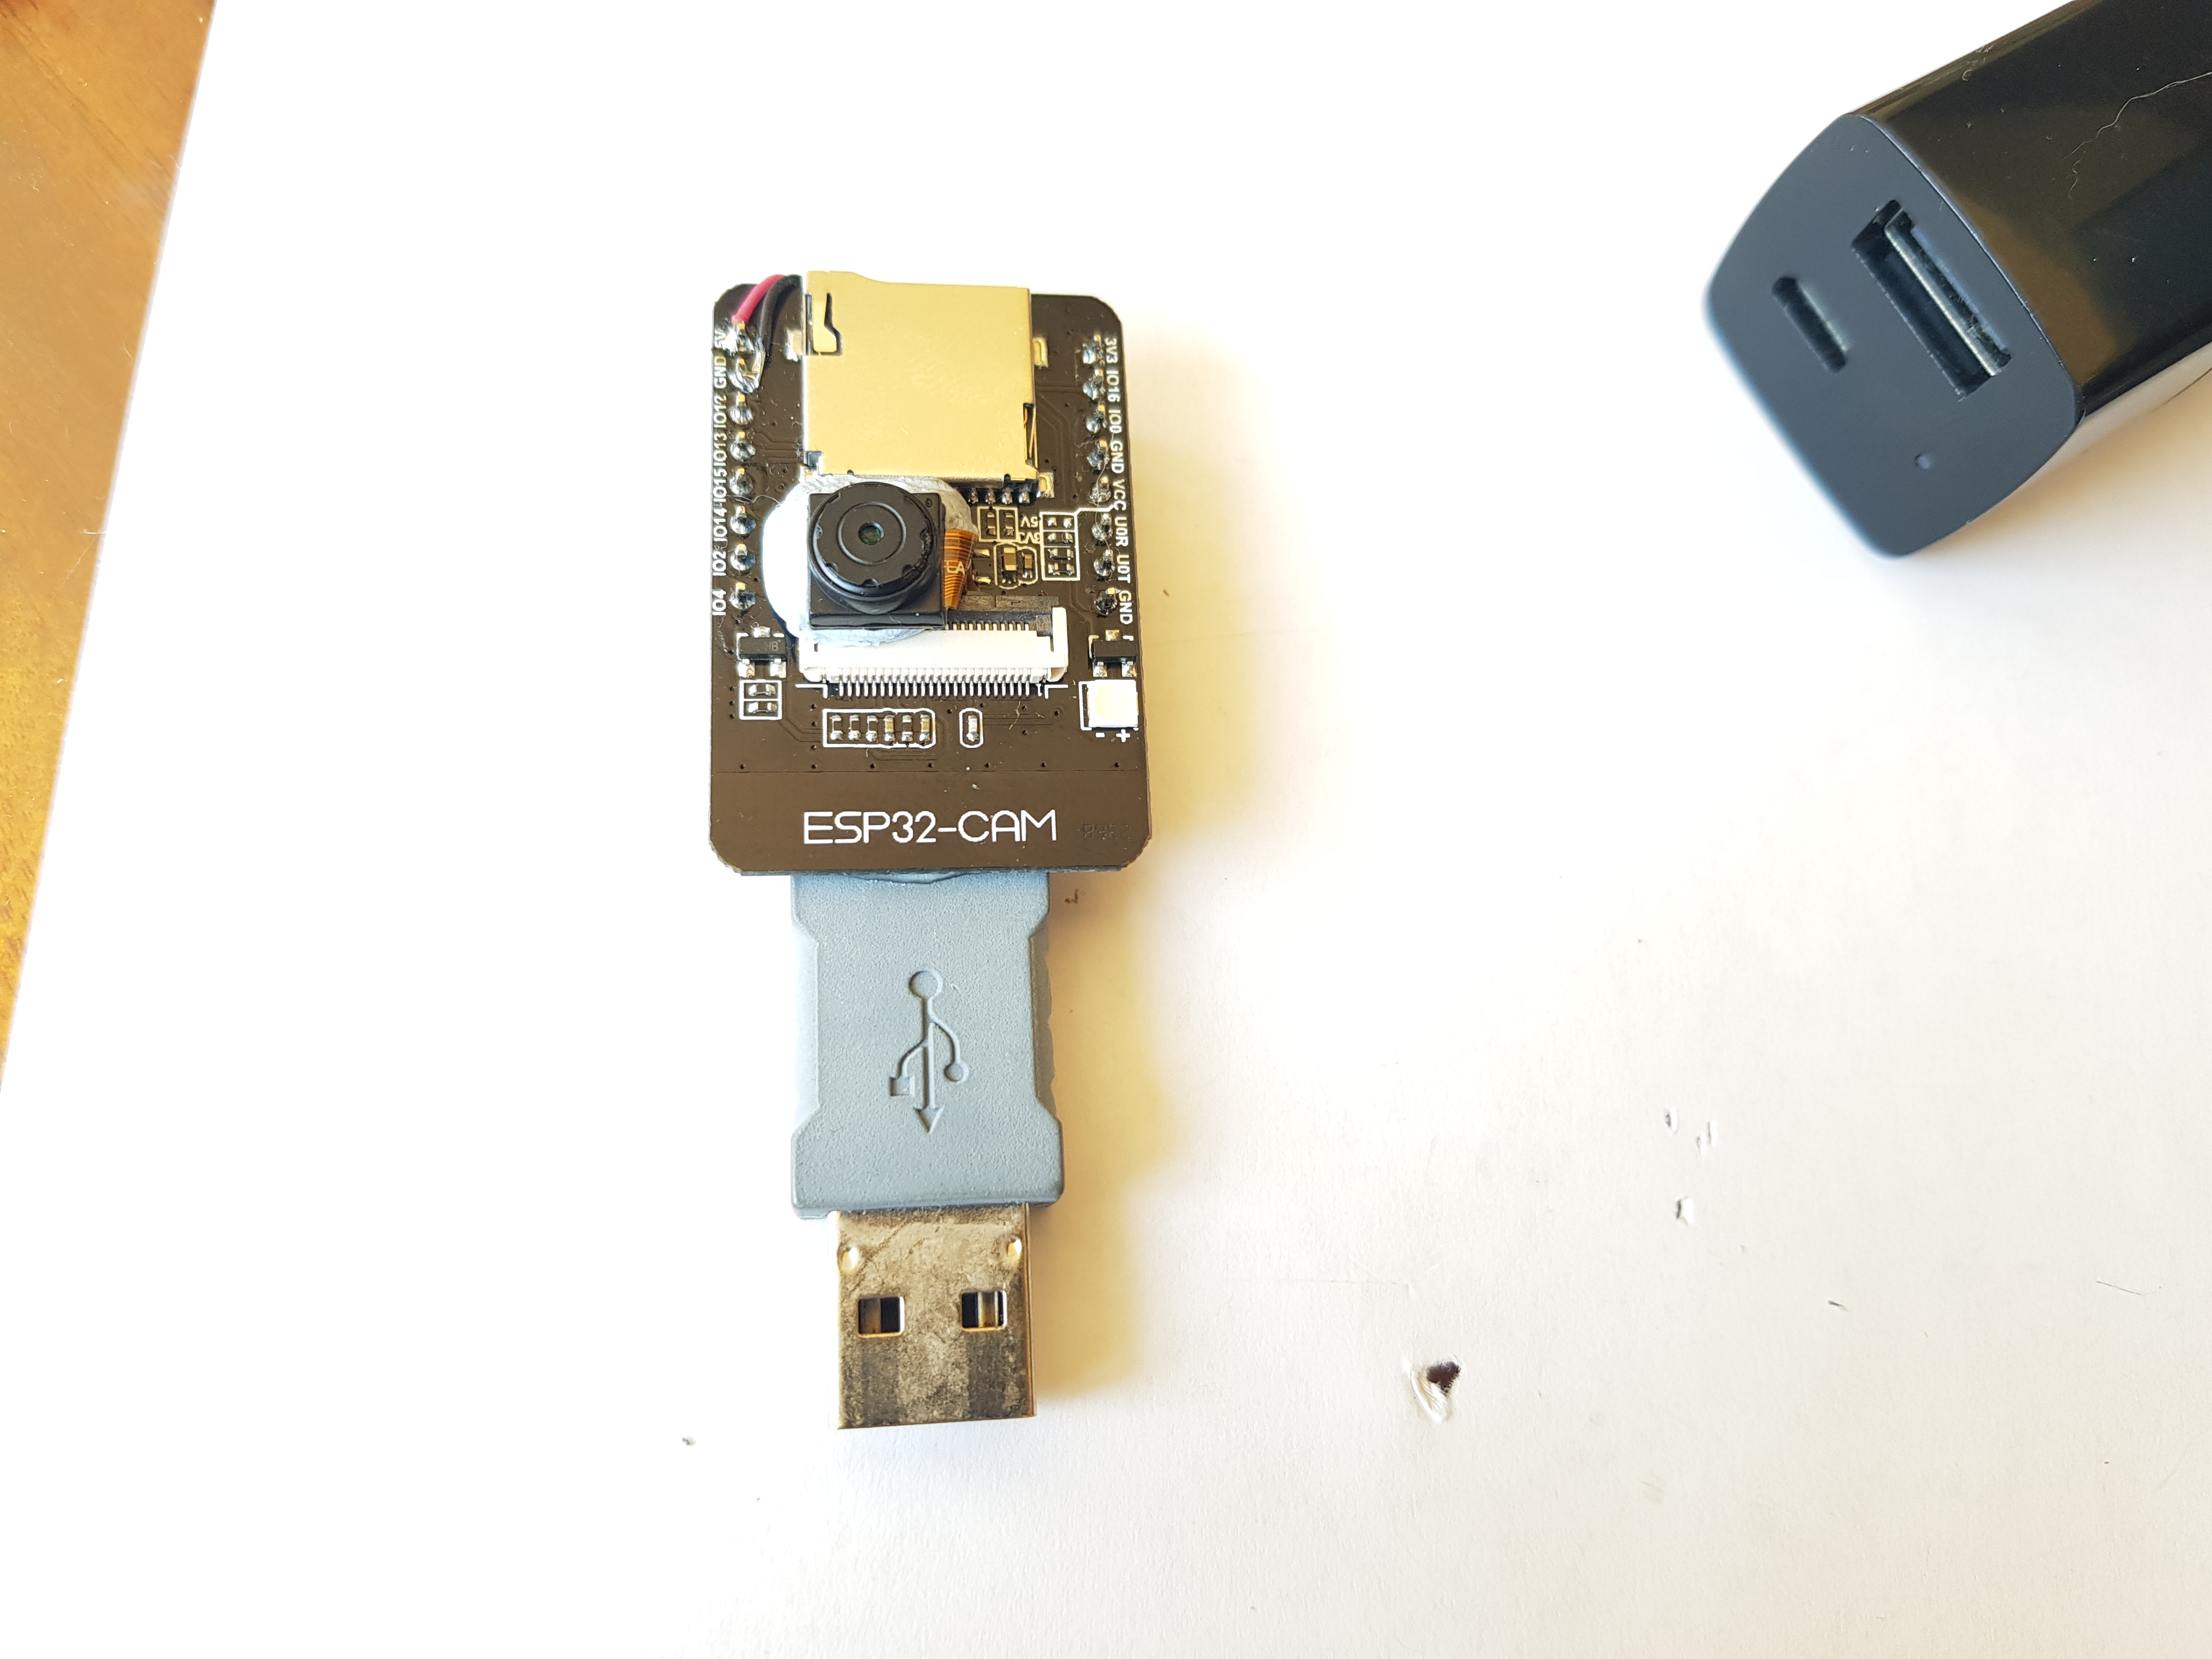 5V
GND
IO12
IO13
IO15
IO14
IO2
IO4
3V3
IO16
IO0
GND
VCC
U0R
U0T
GND
5V
3V3
- +
ESP32-CAM